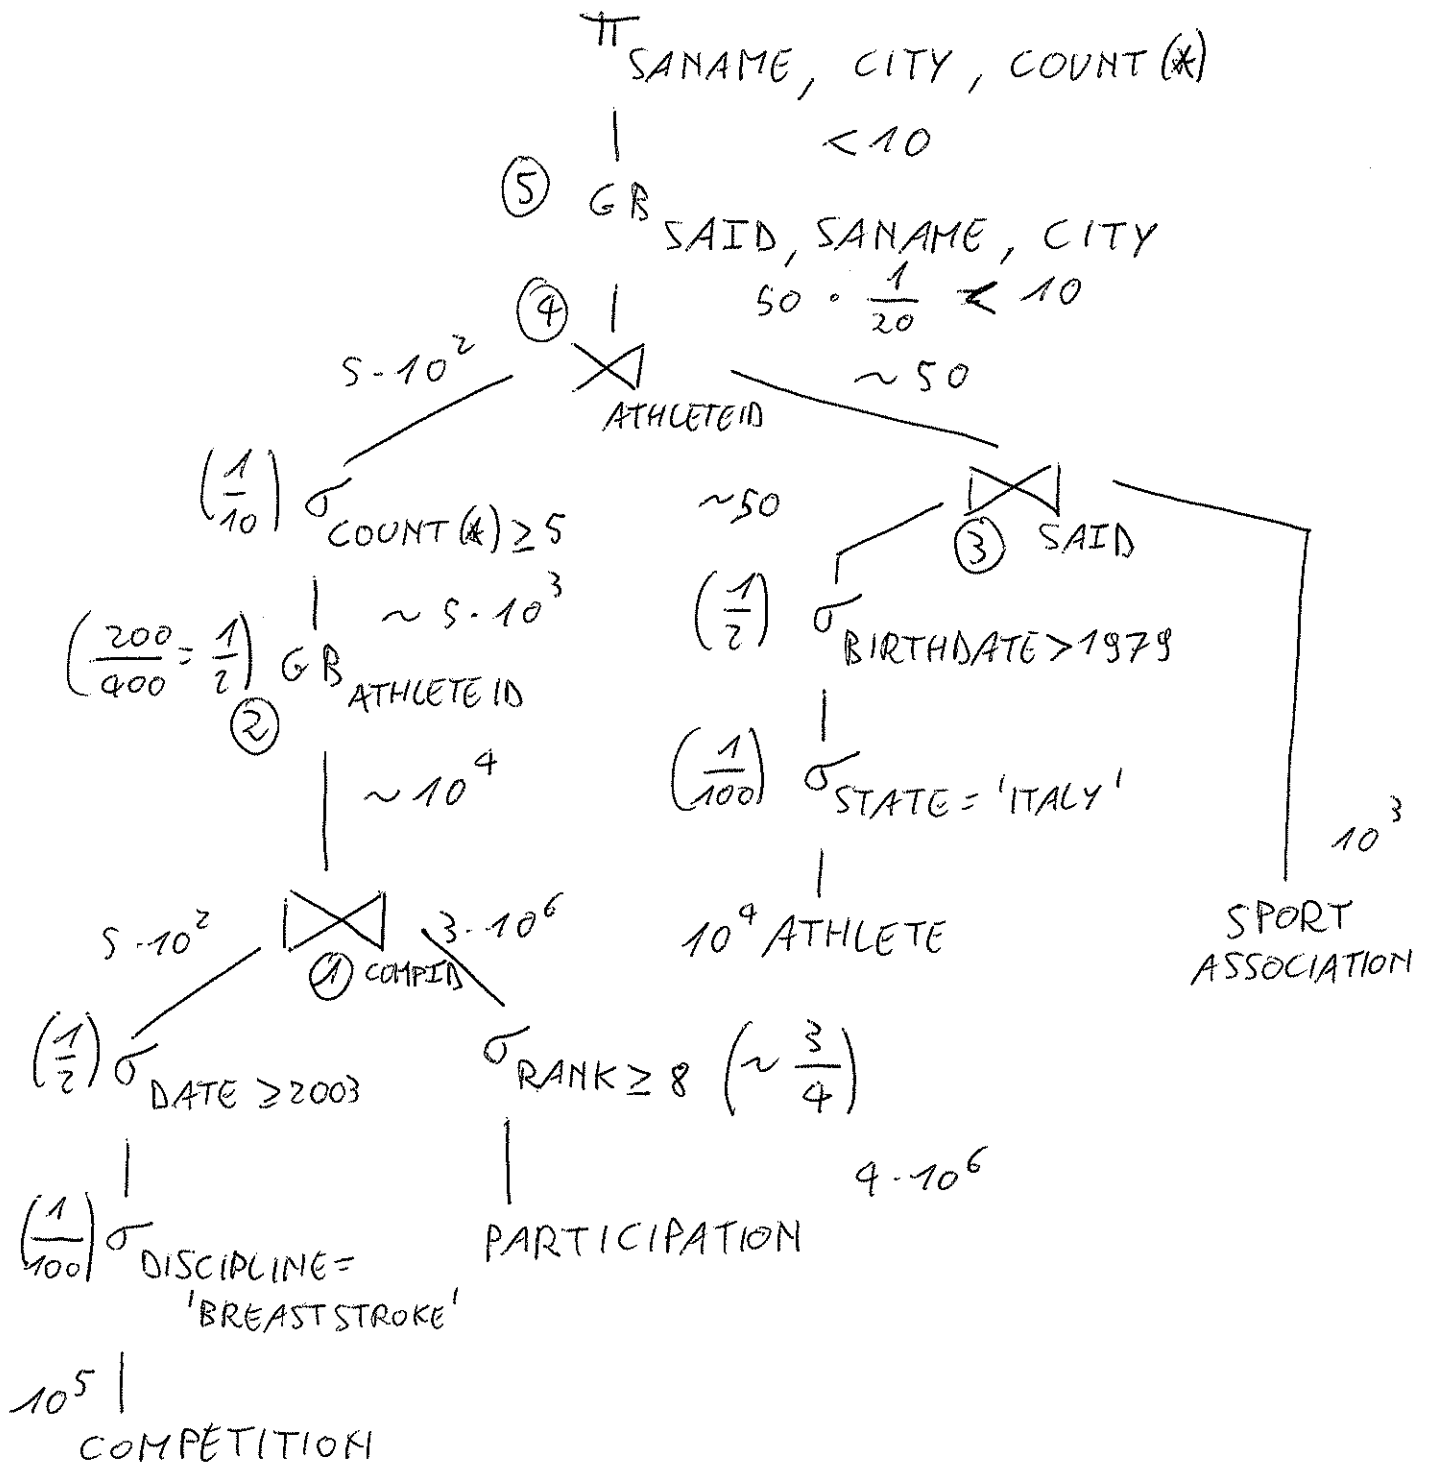 π SANAME, CITY, COUNT(*)
< 10
⑤ GB SAID, SANAME, CITY
50 · 1/20 < 10
④ ⋉ ATHLETEID
5·10²
~50
(1/10) σ COUNT(*) ≥ 5
~50
③ ⋈ SAID
~ 5·10³
(1/2) σ BIRTHDATE > 1979
(200/400 = 1/2) GB ATHLETEID
②
(1/100) σ STATE = 'ITALY'
~10⁴
10³
10⁴ ATHLETE
SPORT
ASSOCIATION
5·10²
⋈
3·10⁶
① COMPID
(1/2) σ DATE ≥ 2003
σ RANK ≥ 8 (~ 3/4)
4·10⁶
(1/100) σ DISCIPLINE =
'BREASTSTROKE'
PARTICIPATION
10⁵
COMPETITION